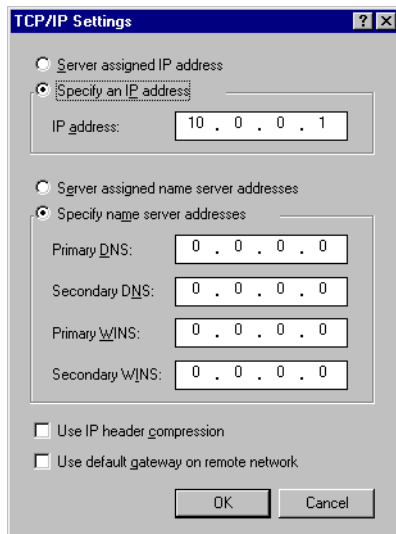 TCP/IP Settings
Server assigned IP address
Specify an IP address
IP address: 10 . 0 . 0 . 1
Server assigned name server addresses
Specify name server addresses
Primary DNS: 0 . 0 . 0 . 0
Secondary DNS: 0 . 0 . 0 . 0
Primary WINS: 0 . 0 . 0 . 0
Secondary WINS: 0 . 0 . 0 . 0
Use IP header compression
Use default gateway on remote network
OK Cancel